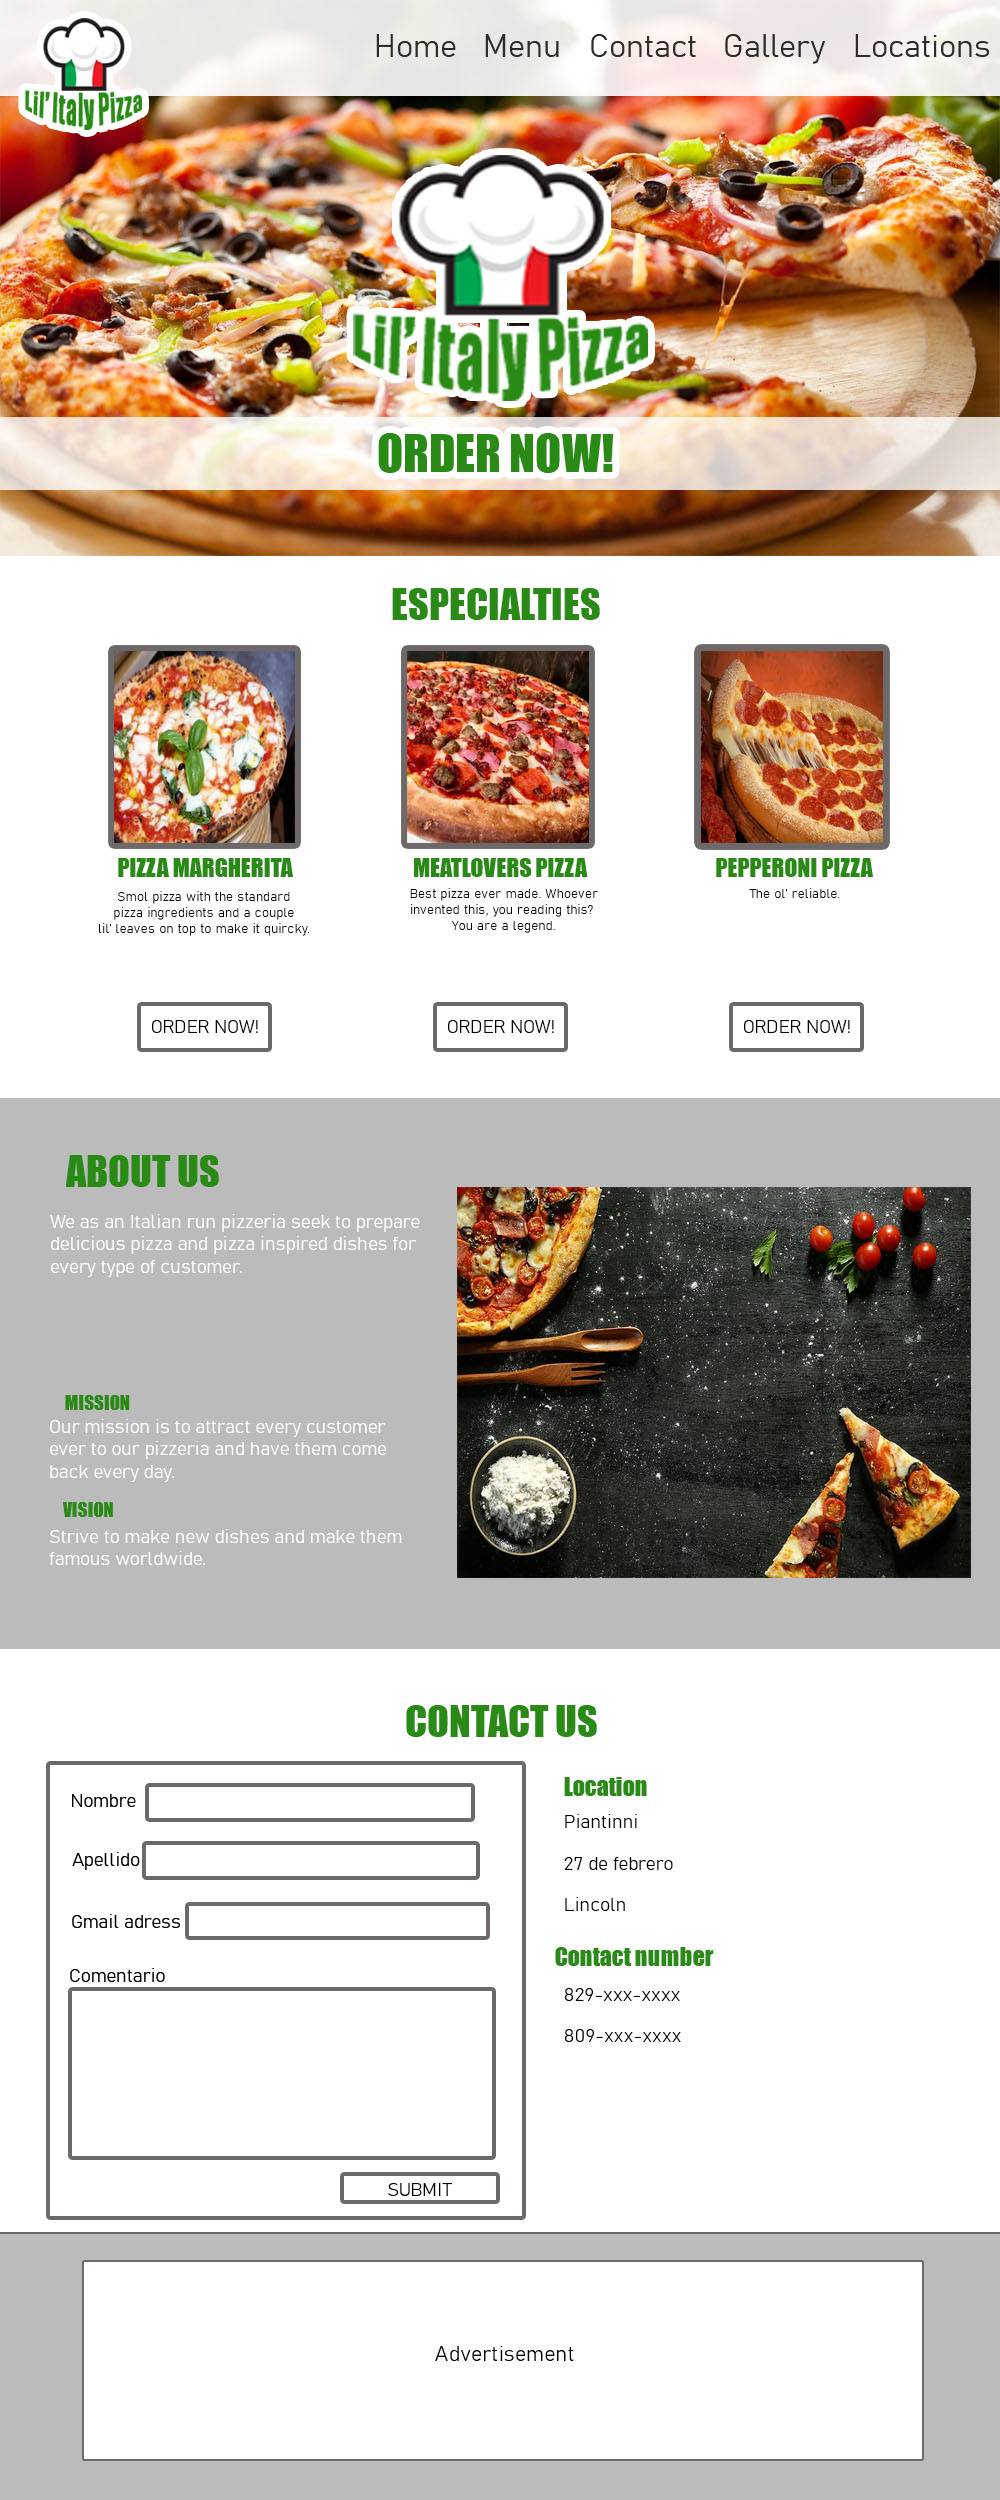 Lil' Italy Pizza
Home Menu Contact Gallery Locations
Lil' Italy Pizza
ORDER NOW!
ESPECIALTIES
PIZZA MARGHERITA
Smol pizza with the standard
pizza ingredients and a couple
lil' leaves on top to make it quircky.
ORDER NOW!
MEATLOVERS PIZZA
Best pizza ever made. Whoever
invented this, you reading this?
You are a legend.
ORDER NOW!
PEPPERONI PIZZA
The ol' reliable.
ORDER NOW!
ABOUT US
We as an Italian run pizzeria seek to prepare
delicious pizza and pizza inspired dishes for
every type of customer.
MISSION
Our mission is to attract every customer
ever to our pizzeria and have them come
back every day.
VISION
Strive to make new dishes and make them
famous worldwide.
CONTACT US
Nombre
Apellido
Gmail adress
Comentario
SUBMIT
Location
Piantinni
27 de febrero
Lincoln
Contact number
829-xxx-xxxx
809-xxx-xxxx
Advertisement